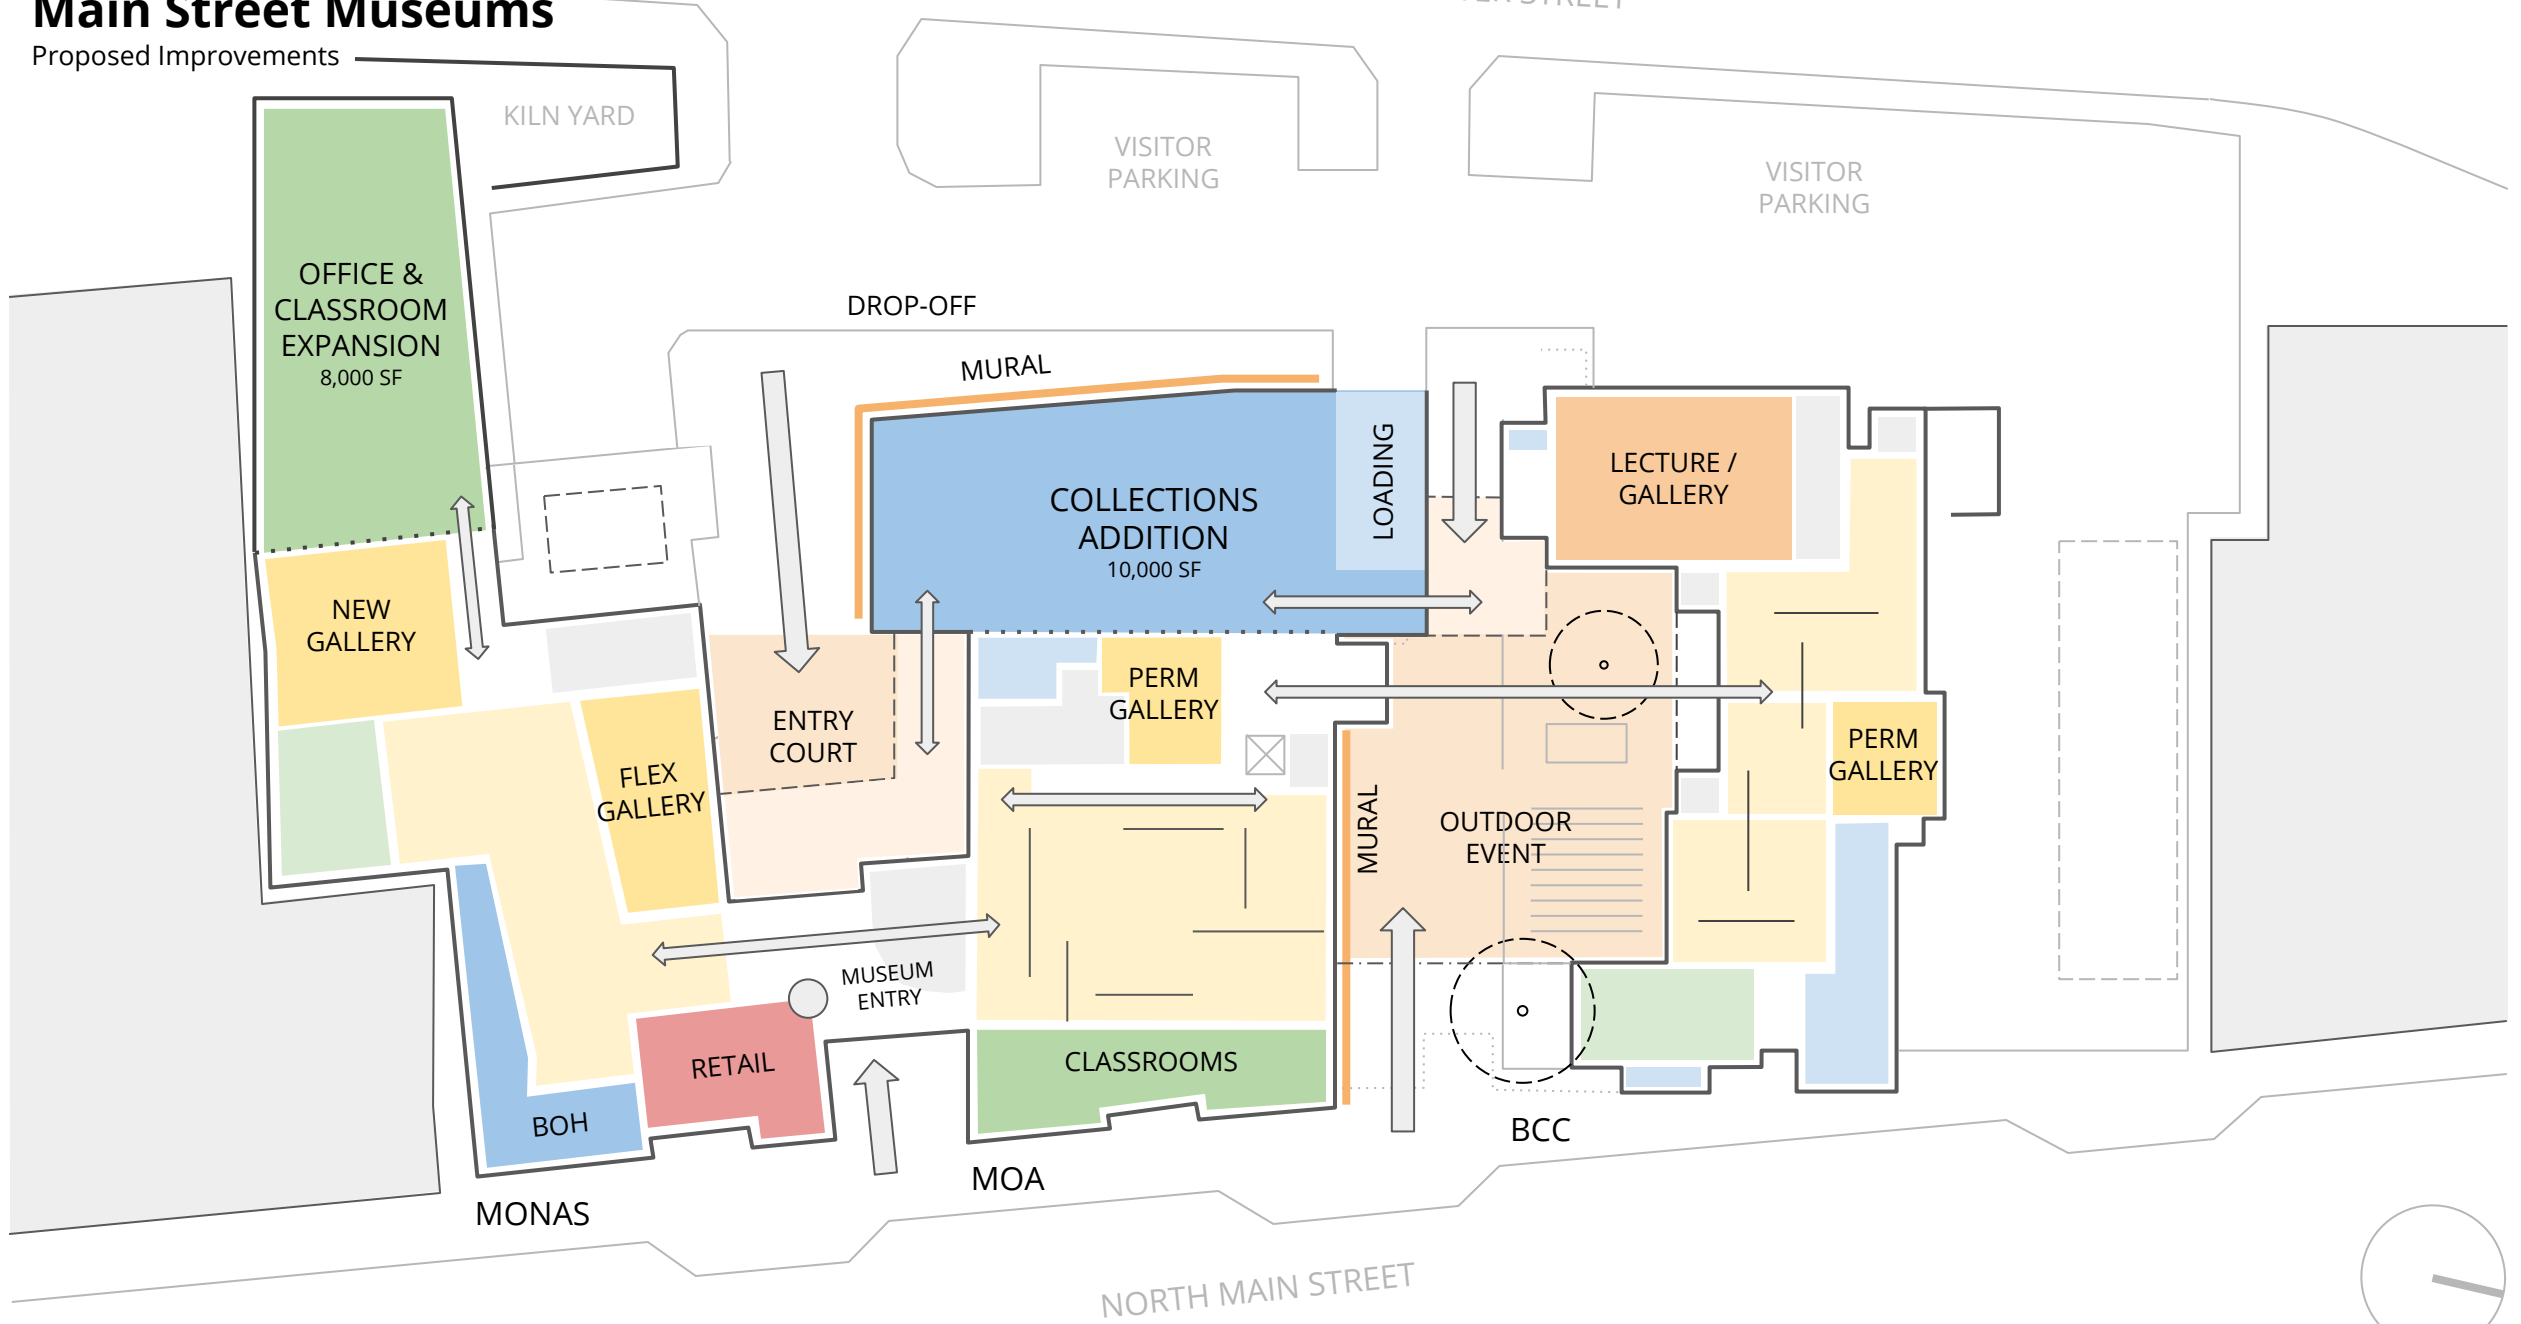 Main Street Museums
Proposed Improvements
STREET
KILN YARD
VISITOR
PARKING
VISITOR
PARKING
OFFICE &
CLASSROOM
EXPANSION
8,000 SF
DROP-OFF
MURAL
COLLECTIONS
ADDITION
10,000 SF
LOADING
LECTURE /
GALLERY
NEW
GALLERY
FLEX
GALLERY
ENTRY
COURT
PERM
GALLERY
MURAL
OUTDOOR
EVENT
PERM
GALLERY
MUSEUM
ENTRY
RETAIL
BOH
CLASSROOMS
BCC
MOA
MONAS
NORTH MAIN STREET